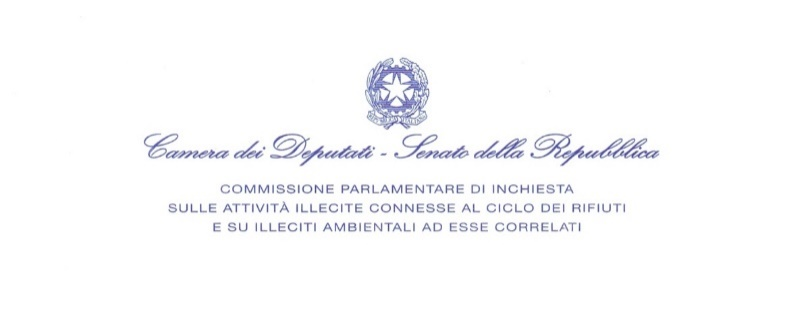 Camera dei Deputati - Senato della Repubblica
COMMISSIONE PARLAMENTARE DI INCHIESTA
SULLE ATTIVITÀ ILLECITE CONNESSE AL CICLO DEI RIFIUTI
E SU ILLECITI AMBIENTALI AD ESSE CORRELATI